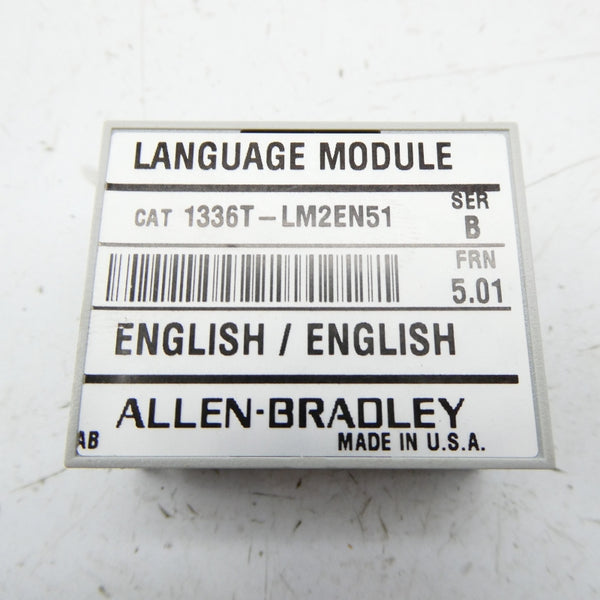 LANGUAGE MODULE
CAT 1336T-LM2EN51
SER
B
FRN
5.01
ENGLISH / ENGLISH
ALLEN-BRADLEY
AB
MADE IN U.S.A.